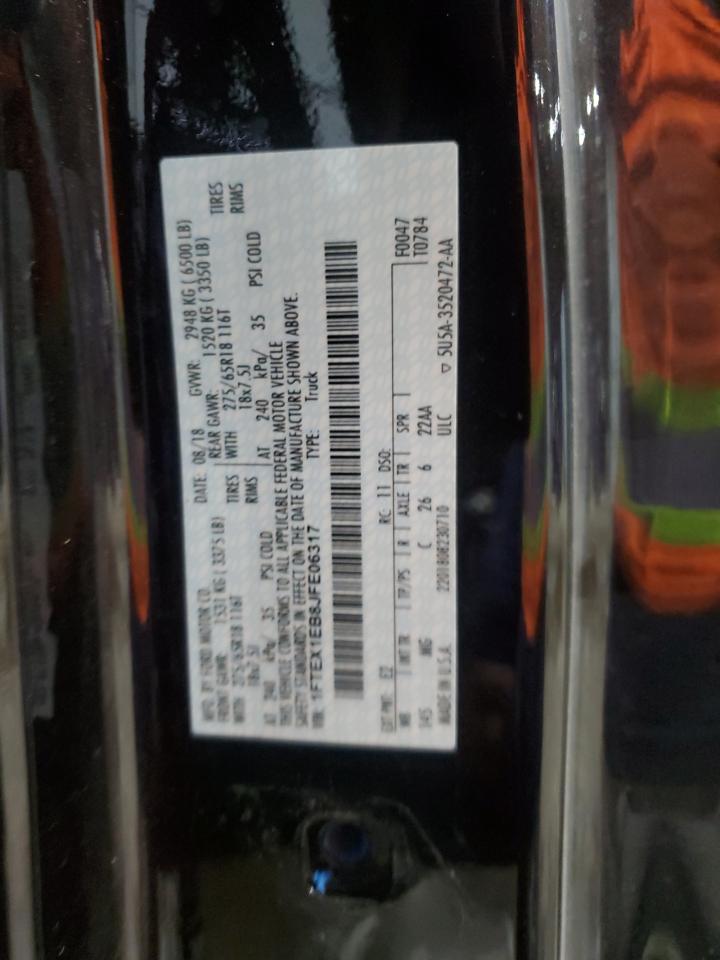 MFD. BY FORD MOTOR CO. DATE: 08/18 GVWR: 2948 KG ( 6500 LB)
FRONT GAWR: 1531 KG ( 3375 LB) REAR GAWR: 1520 KG ( 3350 LB)
WITH 275/65R18 116T TIRES WITH 275/65R18 116T TIRES
18x7.5J RIMS 18x7.5J RIMS
AT 240 kPa/ 35 PSI COLD AT 240 kPa/ 35 PSI COLD
THIS VEHICLE CONFORMS TO ALL APPLICABLE FEDERAL MOTOR VEHICLE
SAFETY STANDARDS IN EFFECT ON THE DATE OF MANUFACTURE SHOWN ABOVE.
VIN: 1FTEX1EB8JFE06317 TYPE: Truck
EXT PNT: E2 RC: 11 DSO: F0047
WB INT TR TP/PS R AXLE TR SPR T0784
145 MG C 26 6 22AA
MADE IN U.S.A. 220180R230710 ULC ▽ 5U5A-3520472-AA